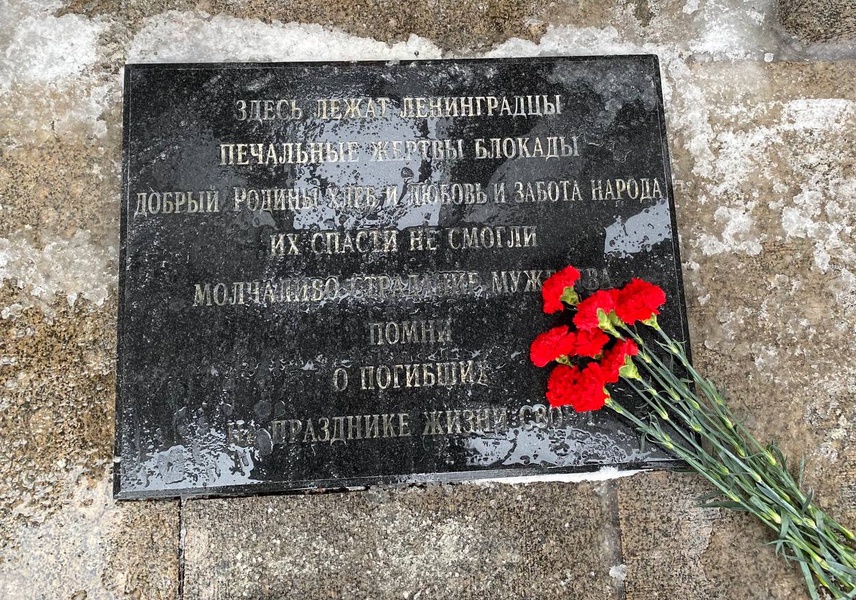 ЗДЕСЬ ЛЕЖАТ ЛЕНИНГРАДЦЫ
ПЕЧАЛЬНЫЕ ЖЕРТВЫ БЛОКАДЫ
ДОБРЫЙ РОДИНЫ ХЛЕБ И ЛЮБОВЬ И ЗАБОТА НАРОДА
ИХ СПАСТИ НЕ СМОГЛИ
МОЛЧАЛИВО СТРАДАНИЕ
ПОМНИ
О ПОГИБШИХ
НА ПРАЗДНИКЕ ЖИЗНИ